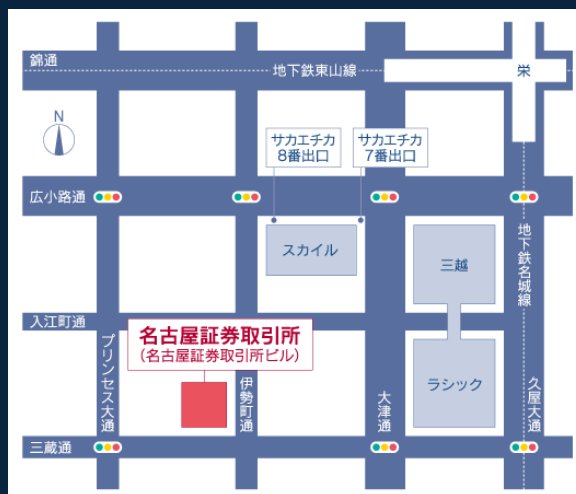 錦通
地下鉄東山線
栄
N
サカエチカ
8番出口
サカエチカ
7番出口
広小路通
スカイル
三越
地下鉄名城線
入江町通
名古屋証券取引所
(名古屋証券取引所ビル)
プリンセス大通
伊勢町通
大津通
ラシック
久屋大通
三蔵通